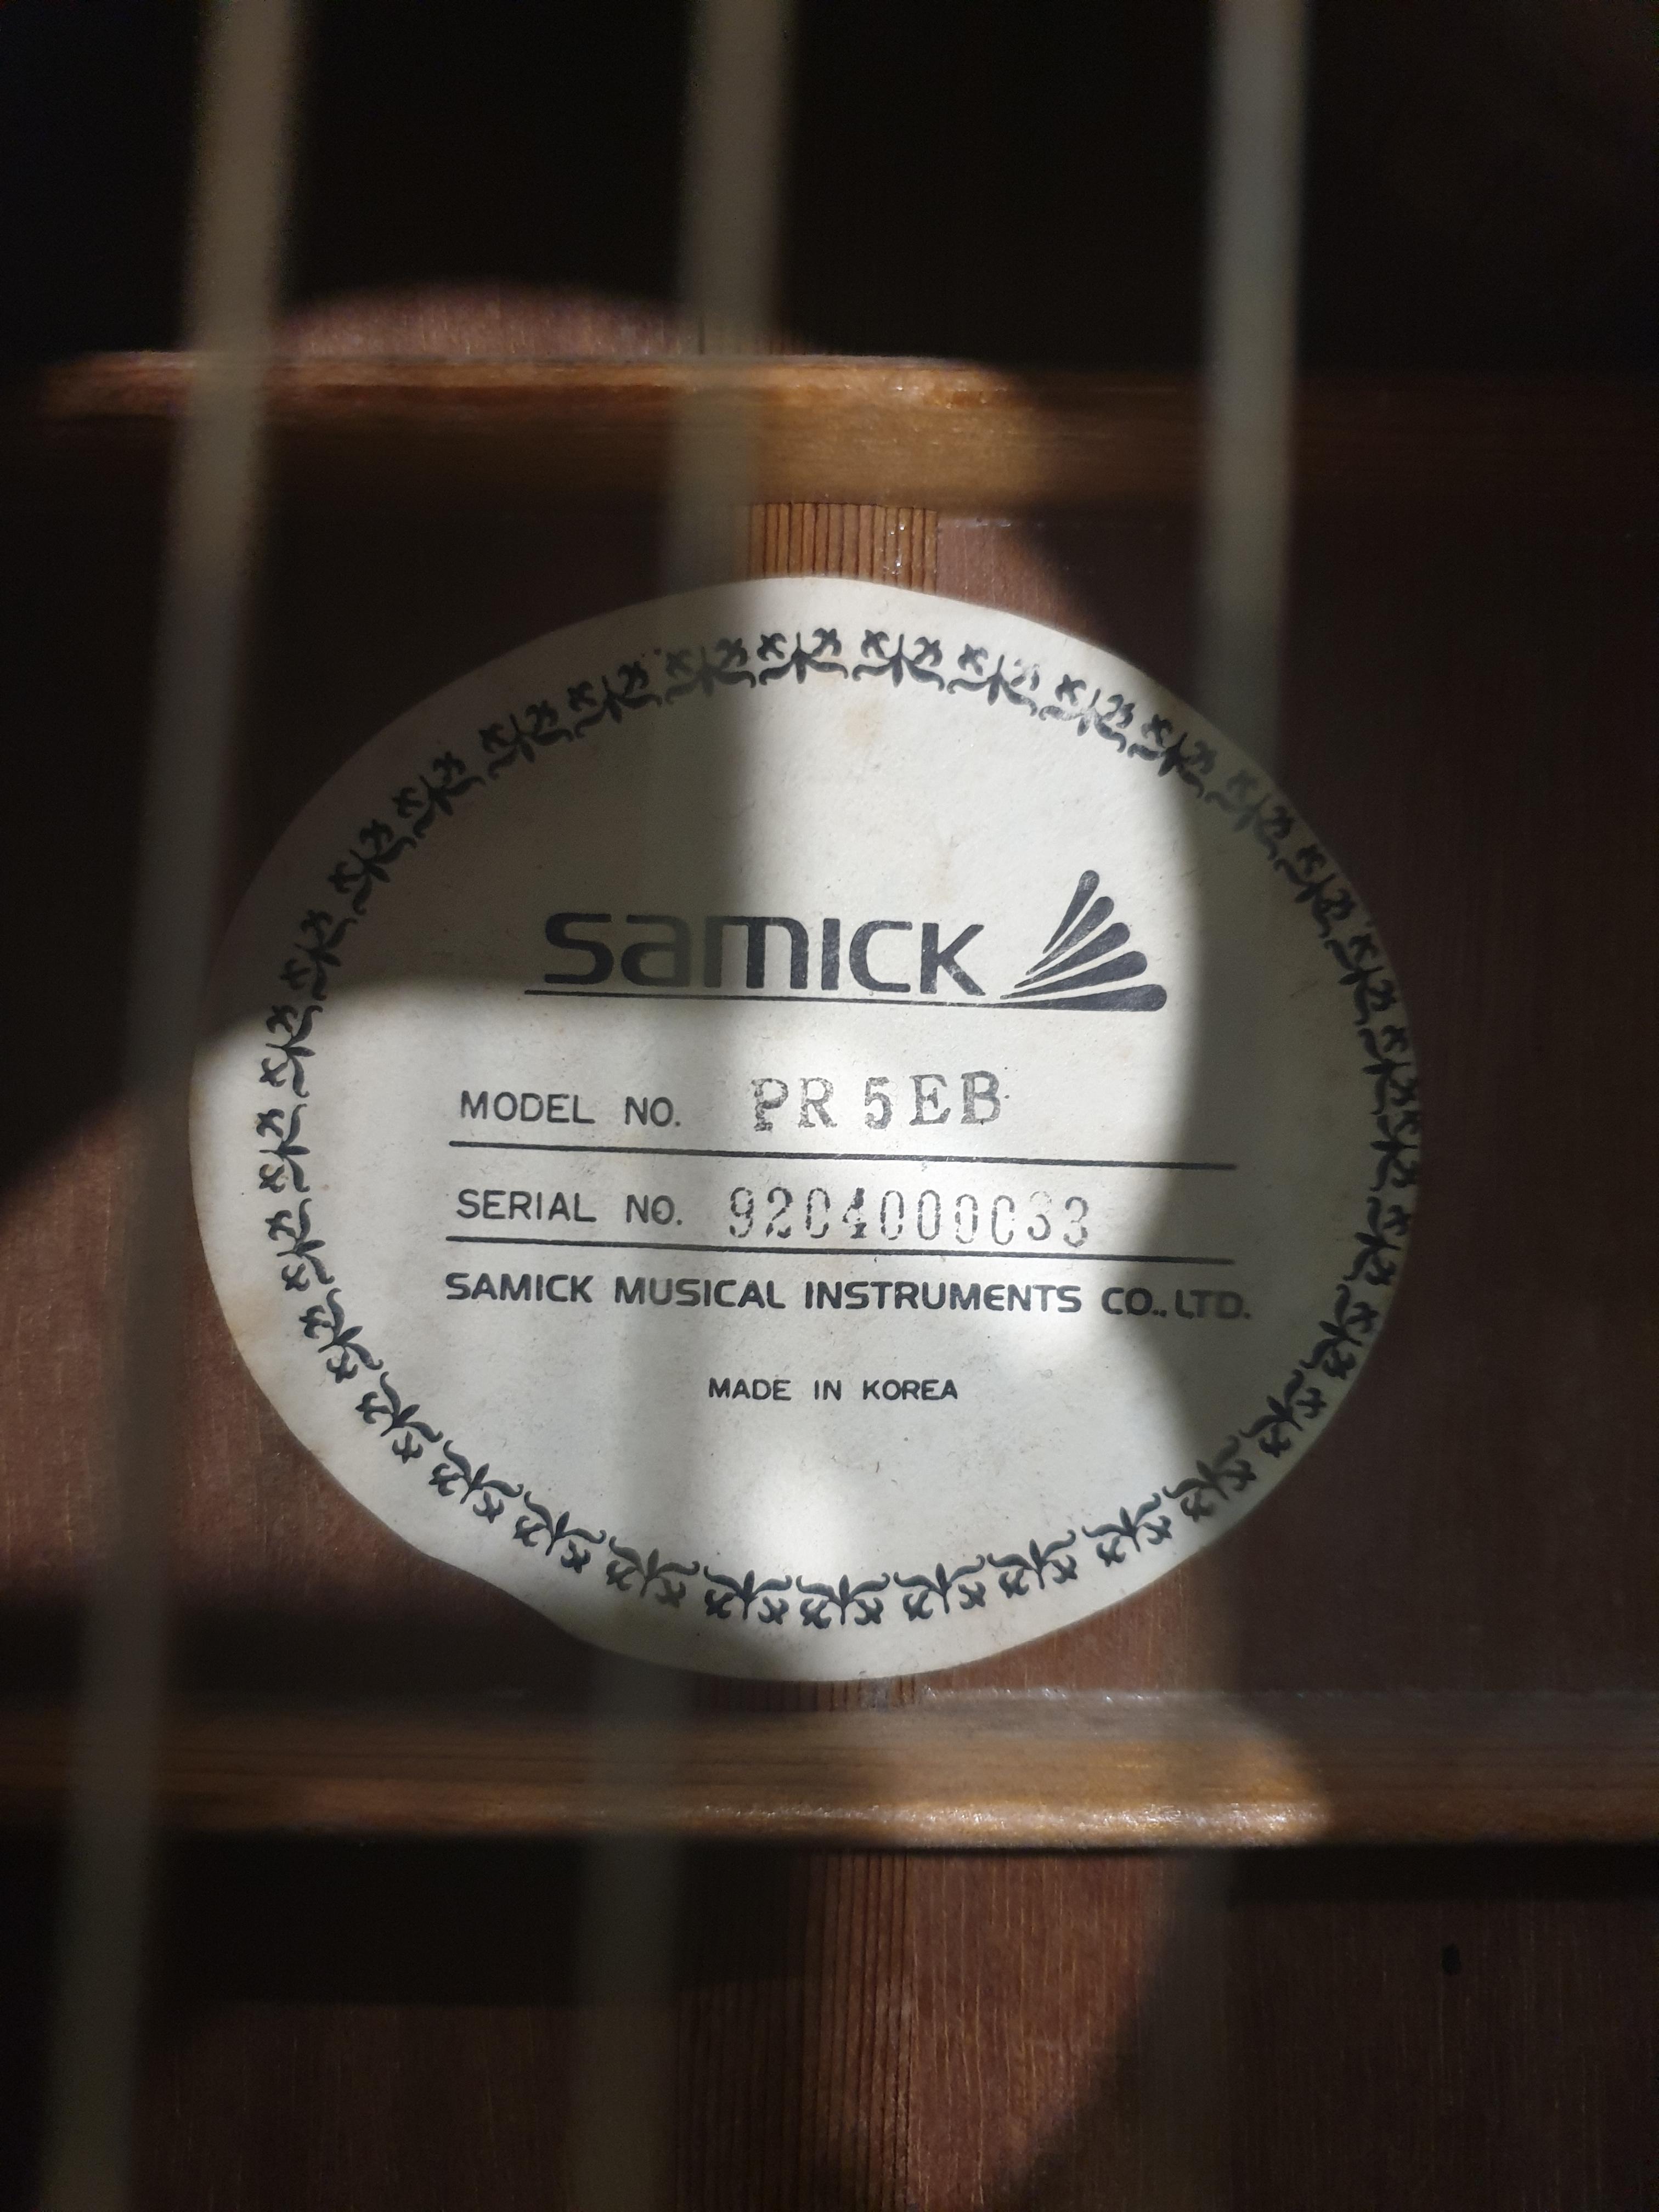 samick
MODEL NO. PR5EB
SERIAL NO. 9204000033
SAMICK MUSICAL INSTRUMENTS CO., LTD.
MADE IN KOREA